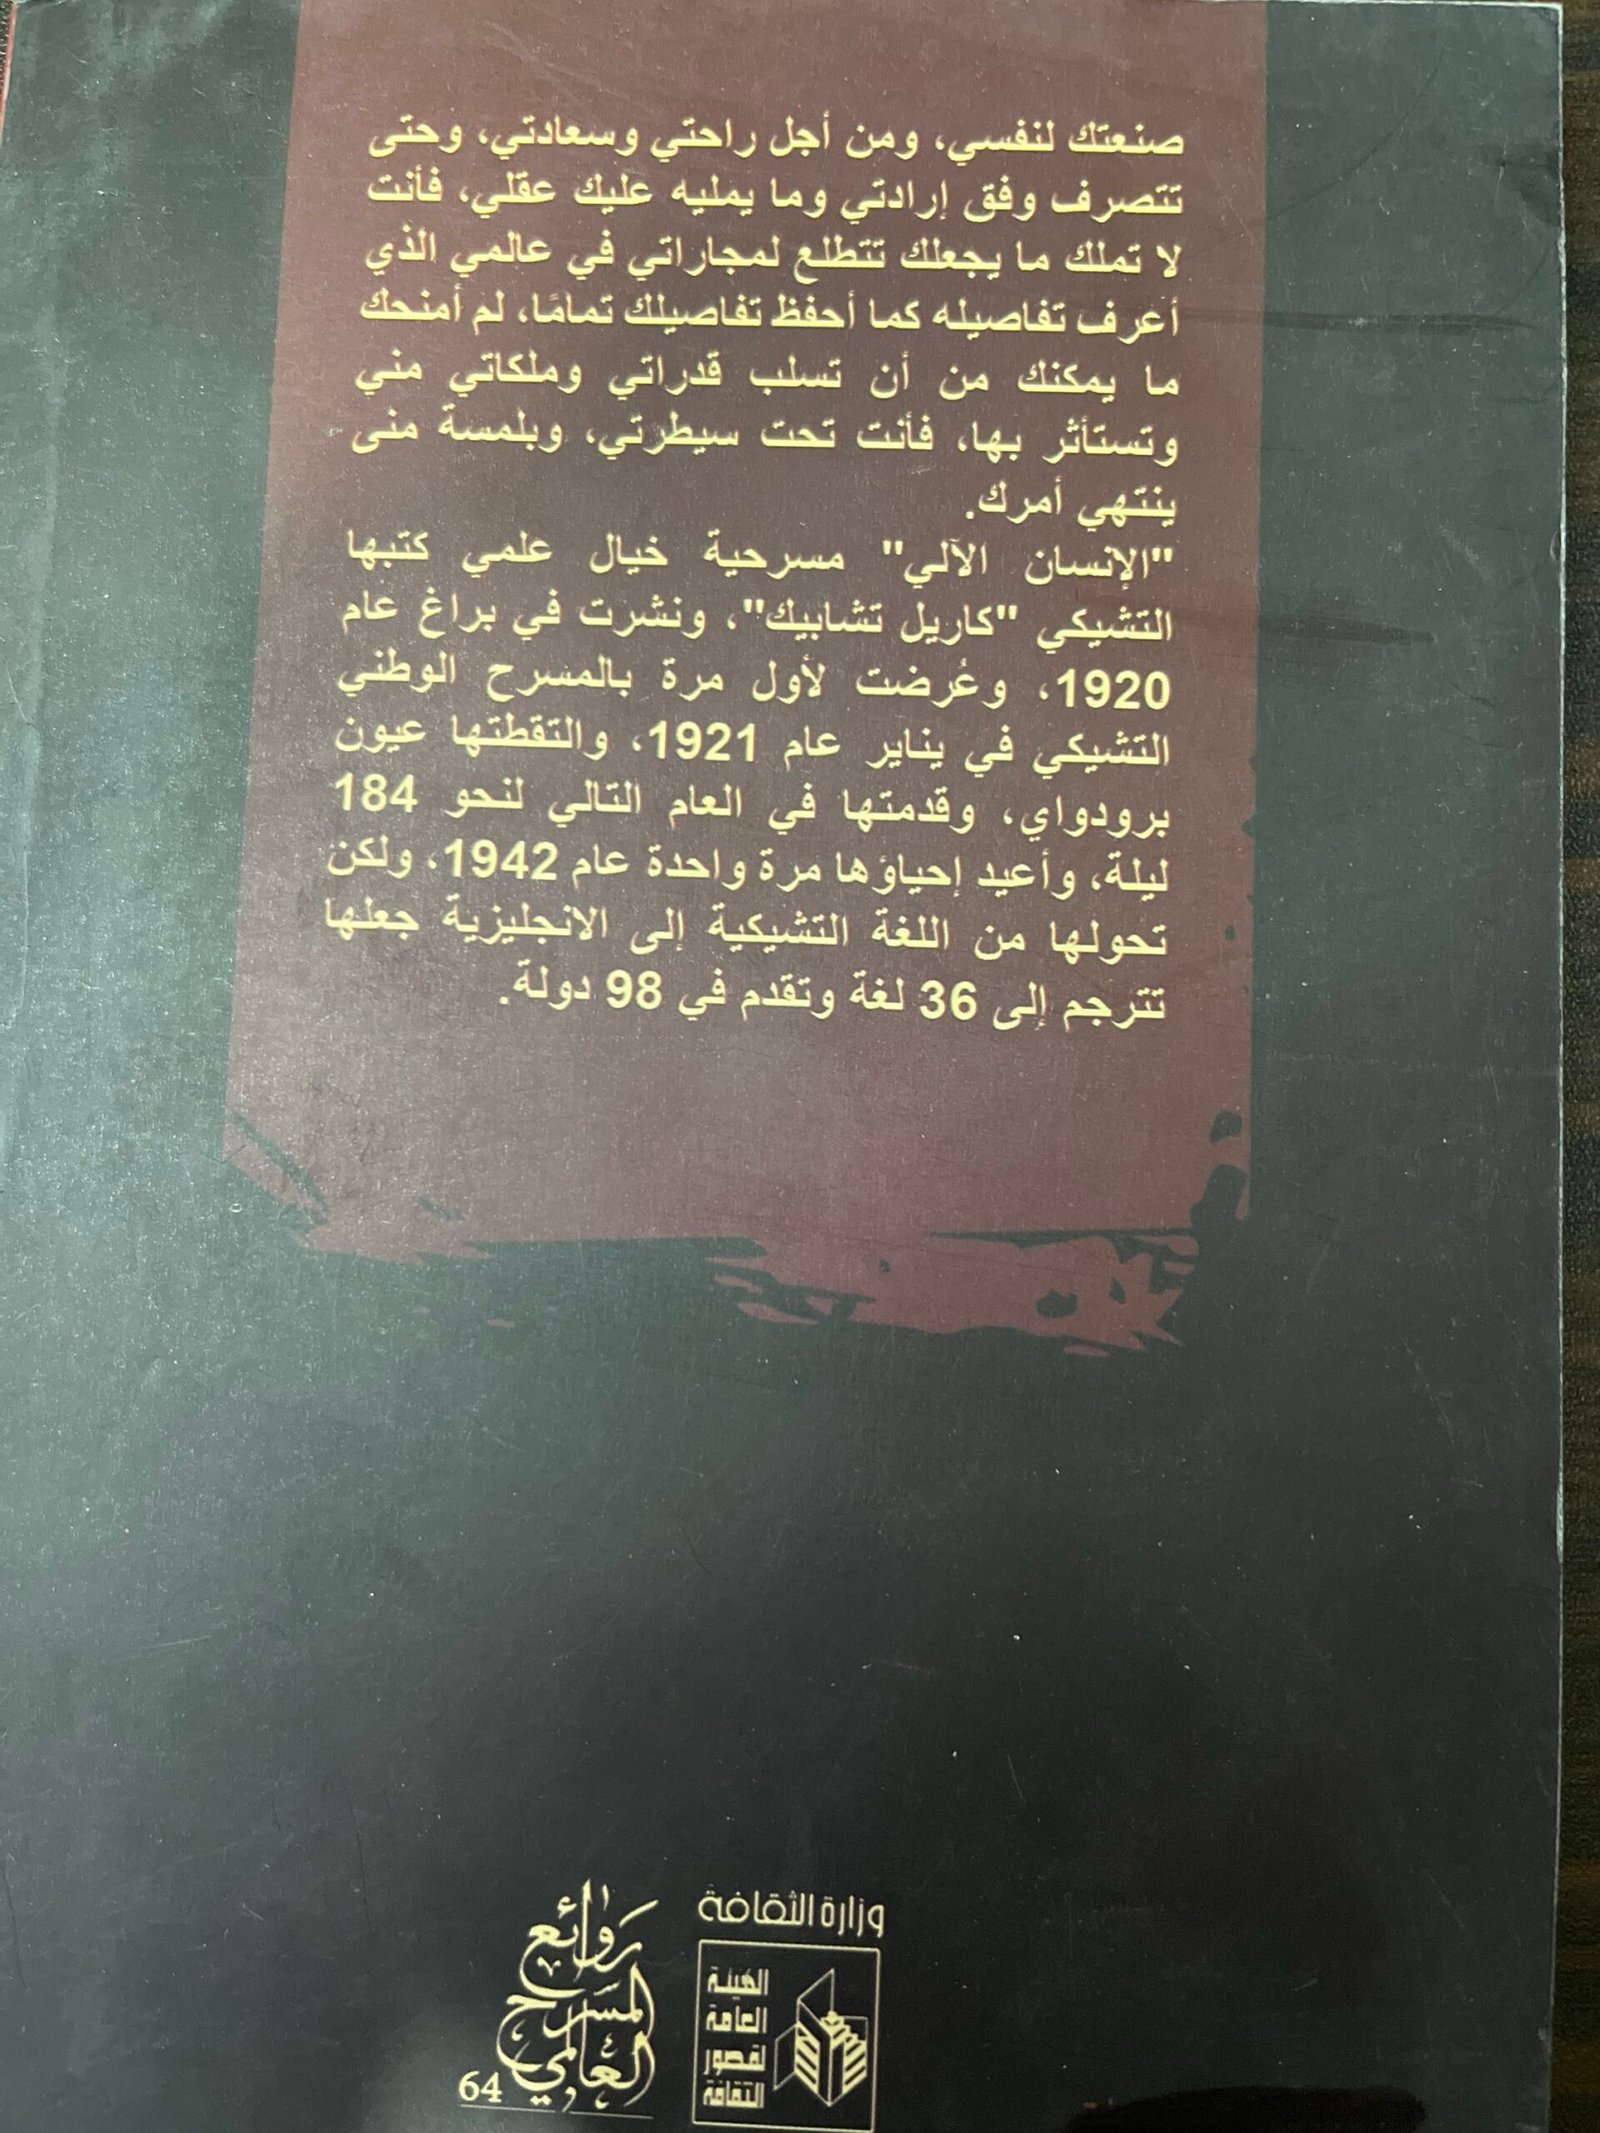 صنعتك لنفسي، ومن أجل راحتي وسعادتي، وحتى
تتصرف وفق إرادتي وما يمليه عليك عقلي، فأنت
لا تملك ما يجعلك تتطلع لمجاراتي في عالمي الذي
أعرف تفاصيله كما أحفظ تفاصيلك تمامًا، لم أمنحك
ما يمكنك من أن تسلب قدراتي وملكاتي مني
وتستأثر بها، فأنت تحت سيطرتي، وبلمسة منى
ينتهي أمرك.
"الإنسان الآلي" مسرحية خيال علمي كتبها
التشيكي "كاريل تشابيك"، ونشرت في براغ عام
1920، وعُرضت لأول مرة بالمسرح الوطني
التشيكي في يناير عام 1921، والتقطتها عيون
برودواي، وقدمتها في العام التالي لنحو 184
ليلة، وأعيد إحياؤها مرة واحدة عام 1942، ولكن
تحولها من اللغة التشيكية إلى الانجليزية جعلها
تترجم إلى 36 لغة وتقدم في 98 دولة.
وزارة الثقافة
الهيئة
العامة
لقصور
الثقافة
روائع
المسرح
العالمي
64